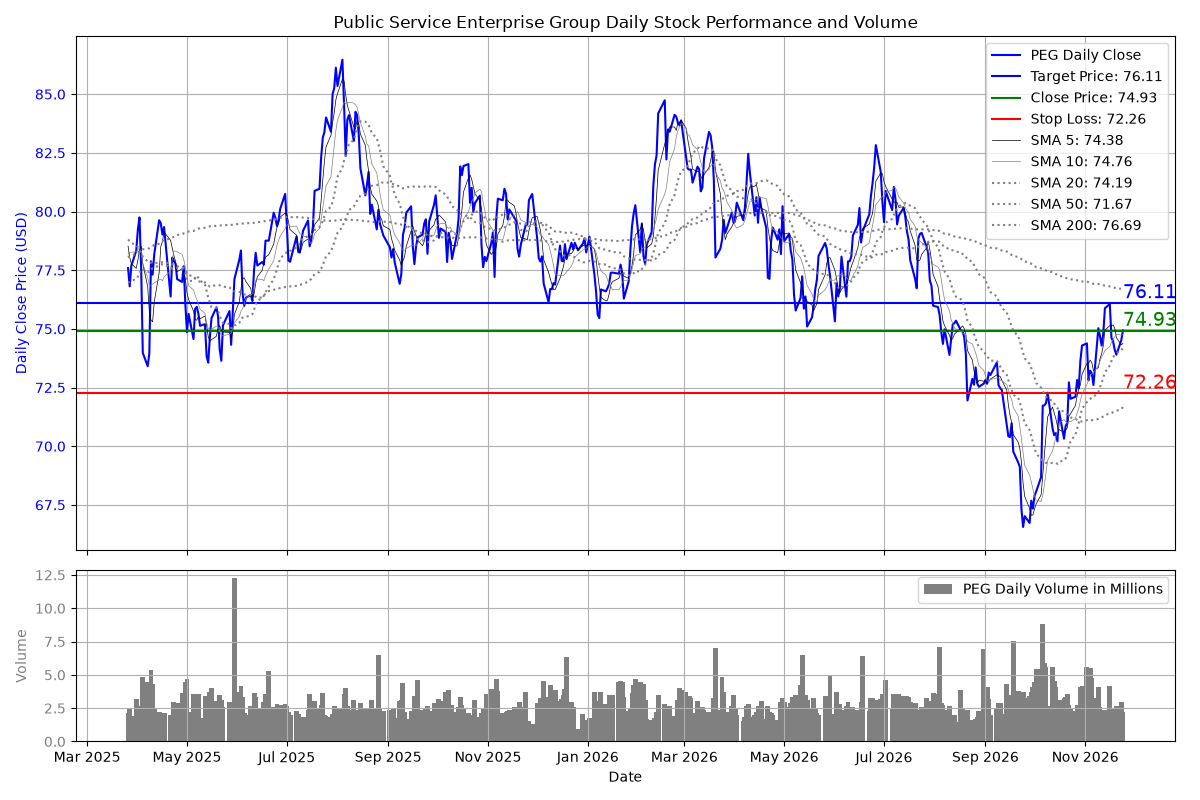 Public Service Enterprise Group Daily Stock Performance and Volume
Daily Close Price (USD)
85.0
82.5
80.0
77.5
75.0
72.5
70.0
67.5
PEG Daily Close
Target Price: 76.11
Close Price: 74.93
Stop Loss: 72.26
SMA 5: 74.38
SMA 10: 74.76
SMA 20: 74.19
SMA 50: 71.67
SMA 200: 76.69
76.11
74.93
72.26
Volume
12.5
10.0
7.5
5.0
2.5
0.0
PEG Daily Volume in Millions
Mar 2025 May 2025 Jul 2025 Sep 2025 Nov 2025 Jan 2026 Mar 2026 May 2026 Jul 2026 Sep 2026 Nov 2026
Date